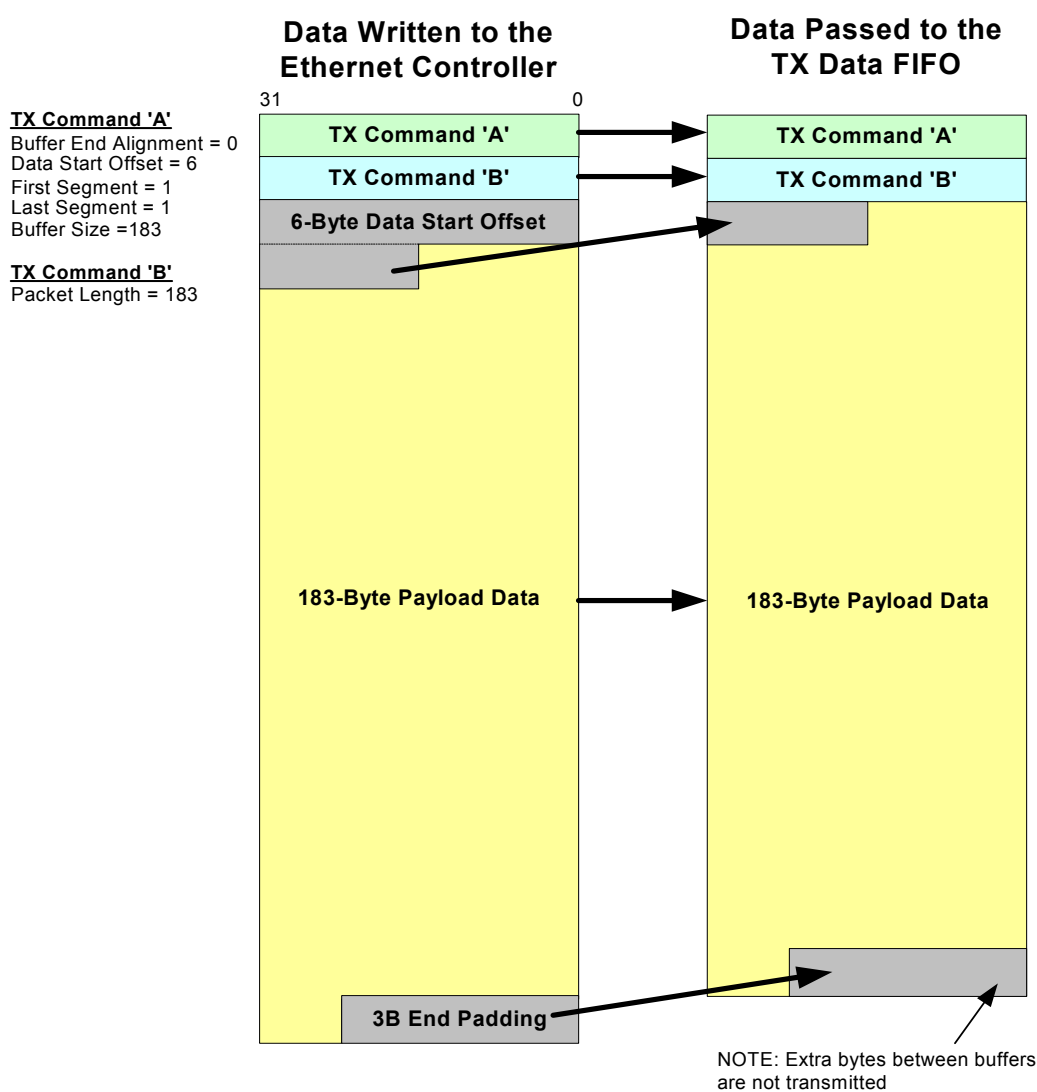 Data Written to the
Ethernet Controller
Data Passed to the
TX Data FIFO
31
0
TX Command 'A'
Buffer End Alignment = 0
Data Start Offset = 6
First Segment = 1
Last Segment = 1
Buffer Size =183
TX Command 'B'
Packet Length = 183
TX Command 'A'
TX Command 'B'
6-Byte Data Start Offset
183-Byte Payload Data
3B End Padding
TX Command 'A'
TX Command 'B'
183-Byte Payload Data
NOTE: Extra bytes between buffers
are not transmitted